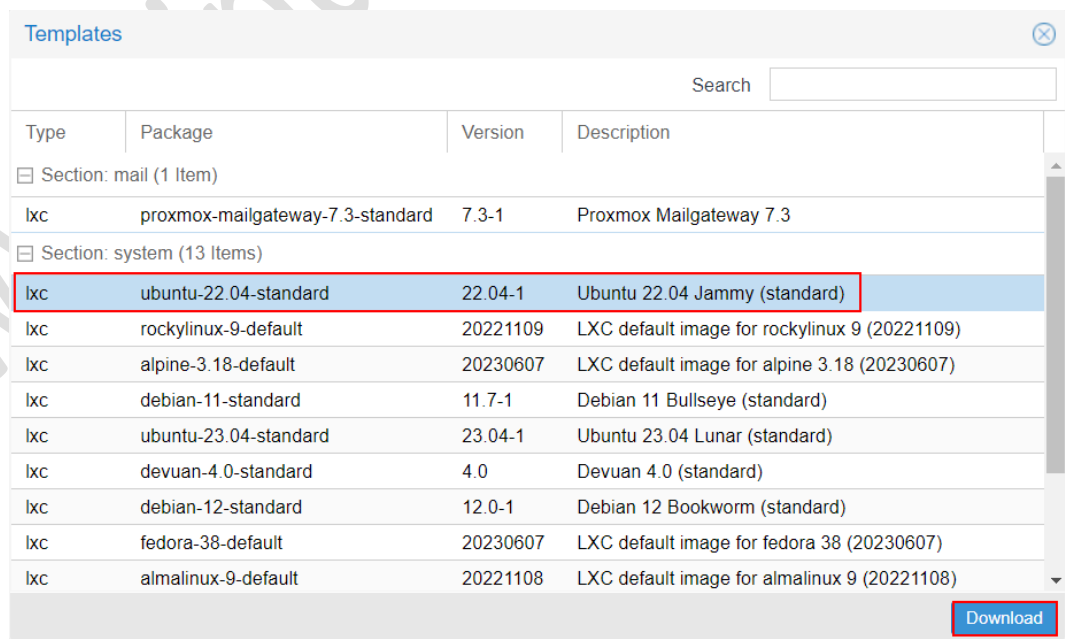 Templates
Search
Type Package Version Description
Section: mail (1 Item)
lxc proxmox-mailgateway-7.3-standard 7.3-1 Proxmox Mailgateway 7.3
Section: system (13 Items)
lxc ubuntu-22.04-standard 22.04-1 Ubuntu 22.04 Jammy (standard)
lxc rockylinux-9-default 20221109 LXC default image for rockylinux 9 (20221109)
lxc alpine-3.18-default 20230607 LXC default image for alpine 3.18 (20230607)
lxc debian-11-standard 11.7-1 Debian 11 Bullseye (standard)
lxc ubuntu-23.04-standard 23.04-1 Ubuntu 23.04 Lunar (standard)
lxc devuan-4.0-standard 4.0 Devuan 4.0 (standard)
lxc debian-12-standard 12.0-1 Debian 12 Bookworm (standard)
lxc fedora-38-default 20230607 LXC default image for fedora 38 (20230607)
lxc almalinux-9-default 20221108 LXC default image for almalinux 9 (20221108)
Download